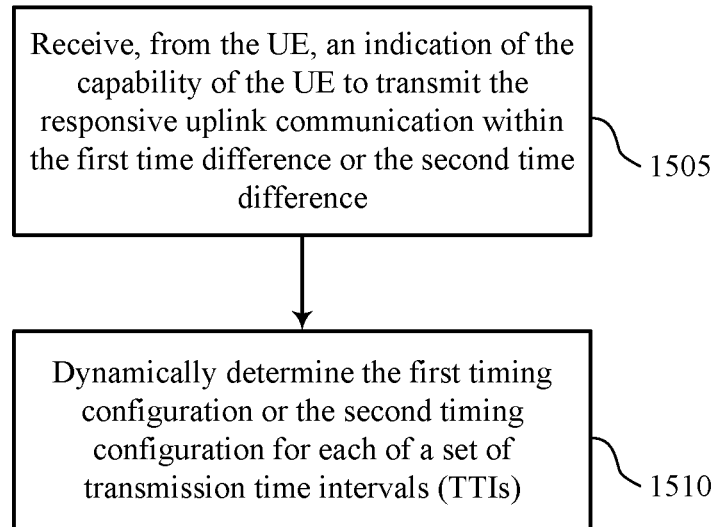 Receive, from the UE, an indication of the
capability of the UE to transmit the
responsive uplink communication within
the first time difference or the second time
difference
1505
Dynamically determine the first timing
configuration or the second timing
configuration for each of a set of
transmission time intervals (TTIs)
1510